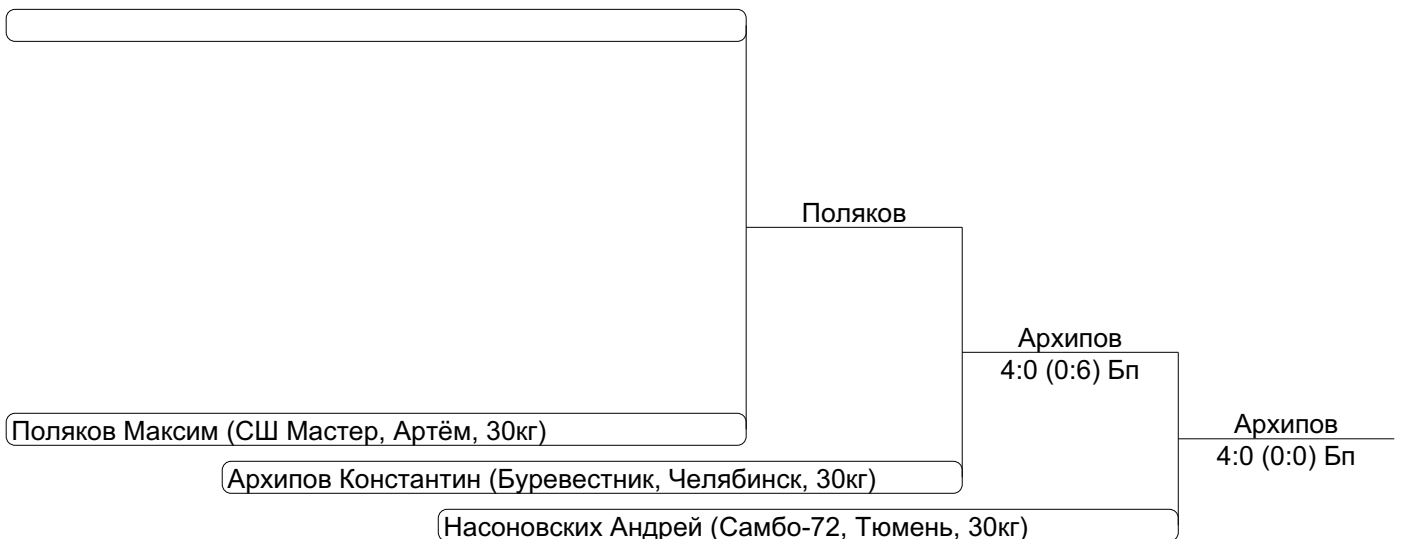 Поляков
Архипов
4:0 (0:6) Бп
Поляков Максим (СШ Мастер, Артём, 30кг)
Архипов
4:0 (0:0) Бп
Архипов Константин (Буревестник, Челябинск, 30кг)
Насоновских Андрей (Самбо-72, Тюмень, 30кг)